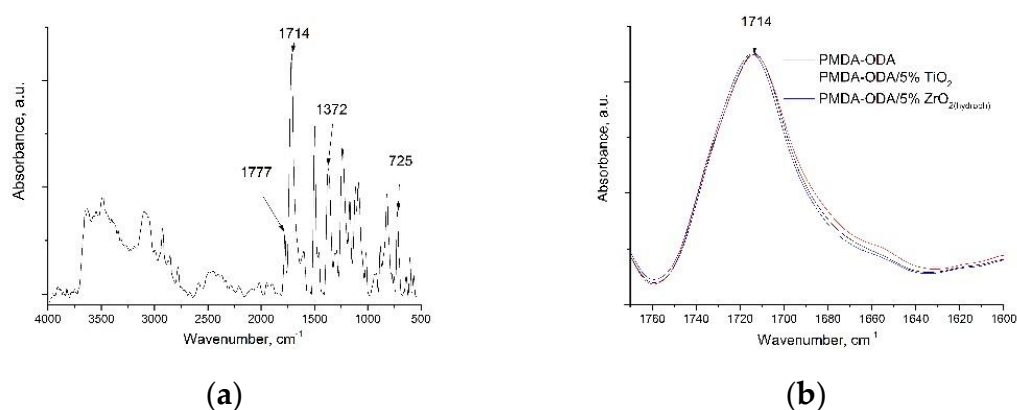 1714
1372
1777
725
Absorbance, a.u.
4000 3500 3000 2500 2000 1500 1000 500
Wavenumber, cm⁻¹
(a)
1714
PMDA-ODA
PMDA-ODA/5% TiO₂
PMDA-ODA/5% ZrO₂(hydroph)
Absorbance, a.u.
1760 1740 1720 1700 1680 1660 1640 1620 1600
Wavenumber, cm⁻¹
(b)